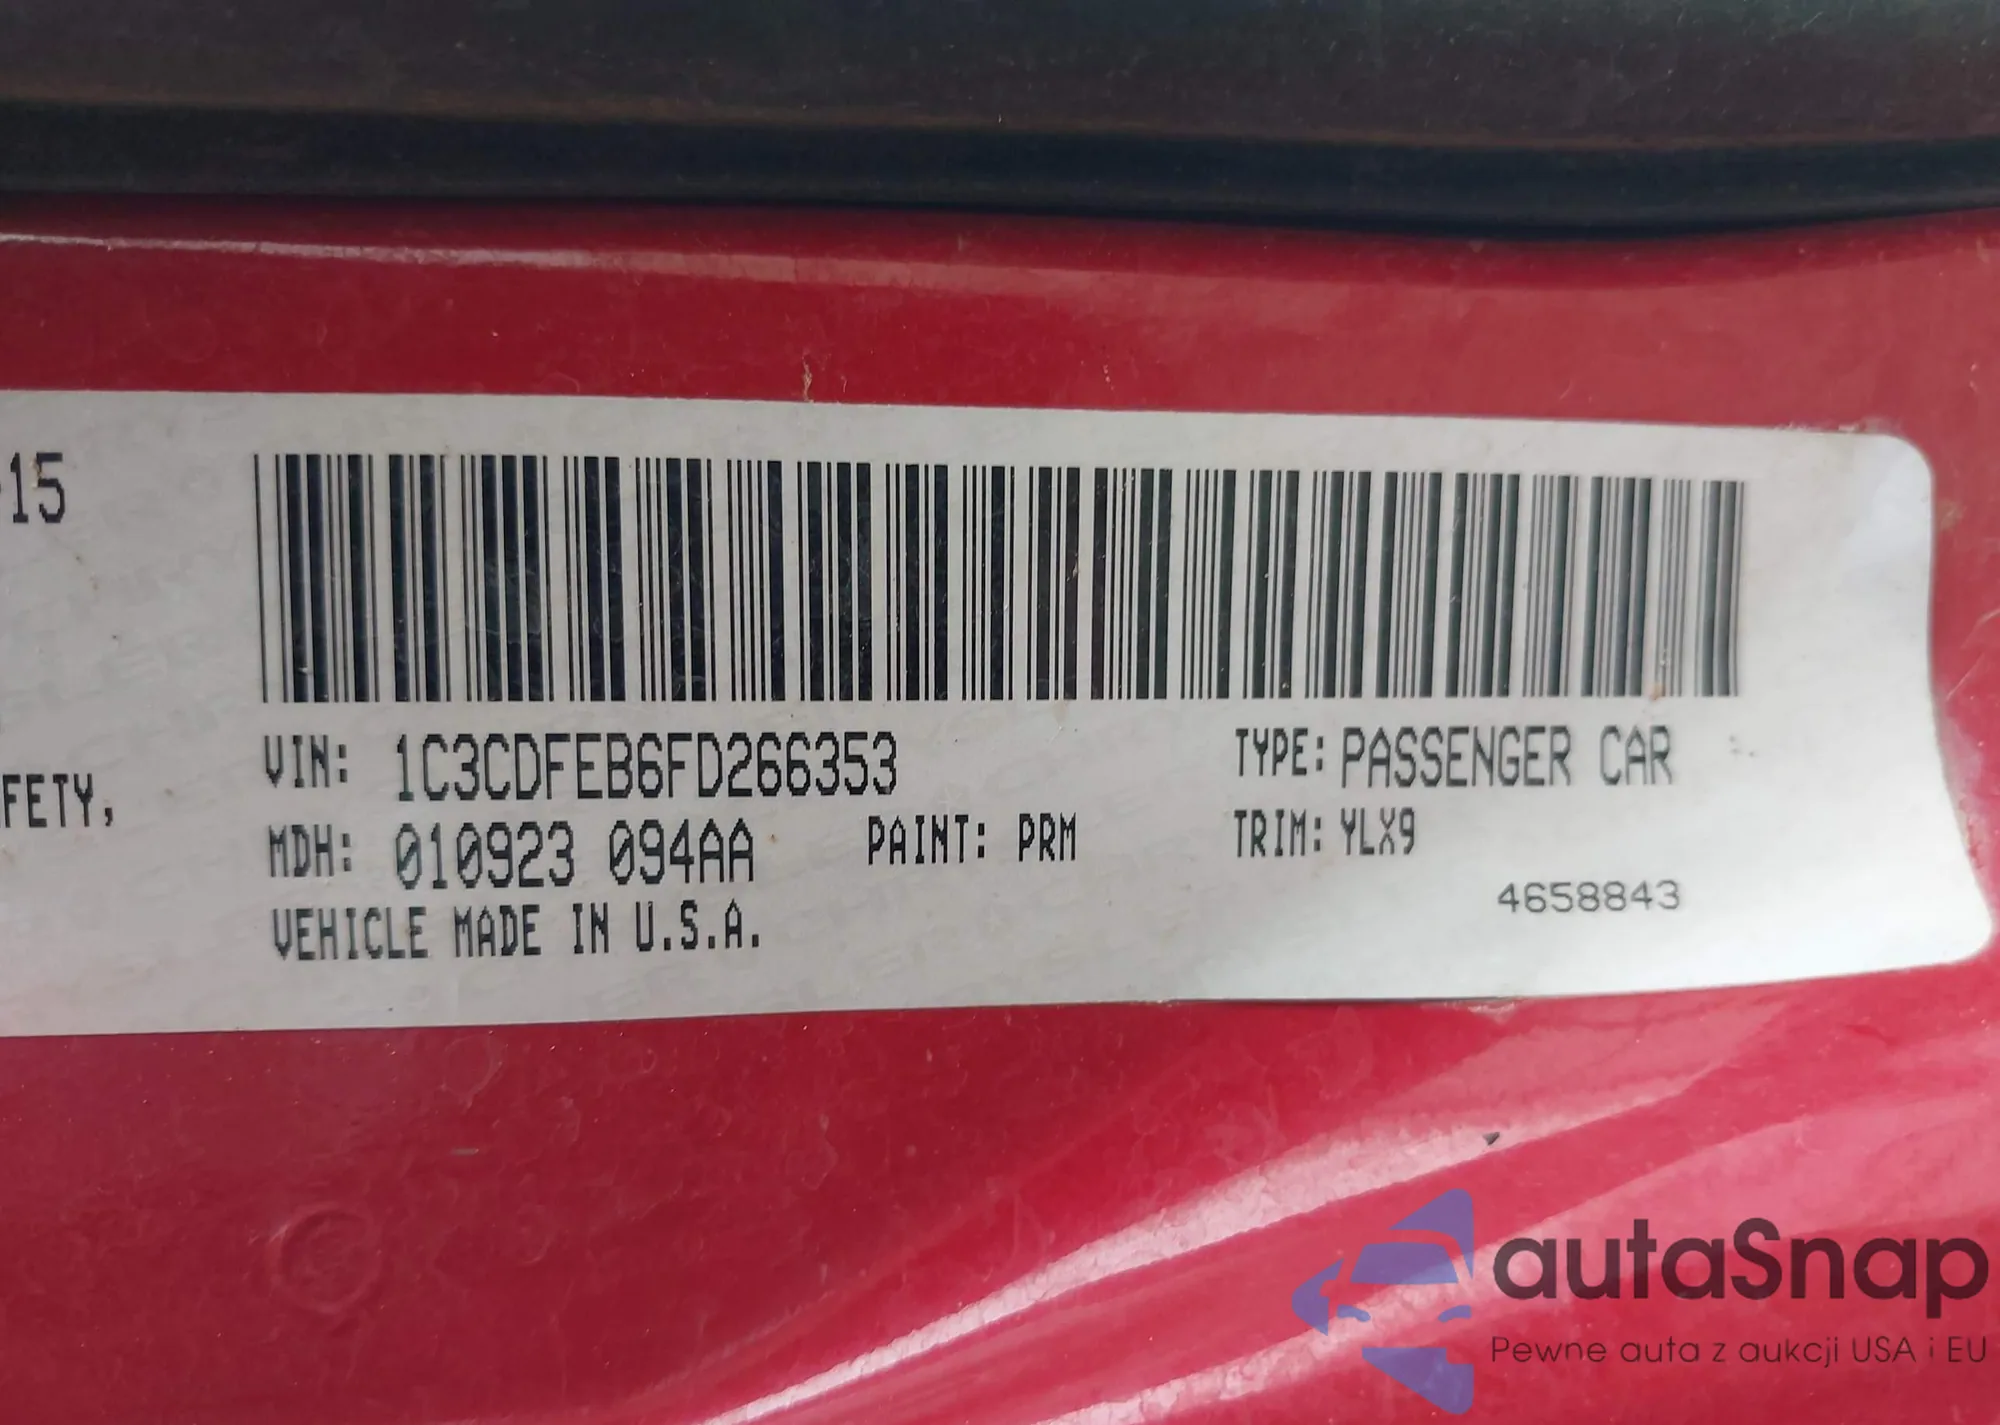 -15
FETY,
VIN: 1C3CDFEB6FD266353
TYPE: PASSENGER CAR
MDH: 010923 094AA
PAINT: PRM
TRIM: YLX9
4658843
VEHICLE MADE IN U.S.A.
autaSnap
Pewne auta z aukcji USA i EU